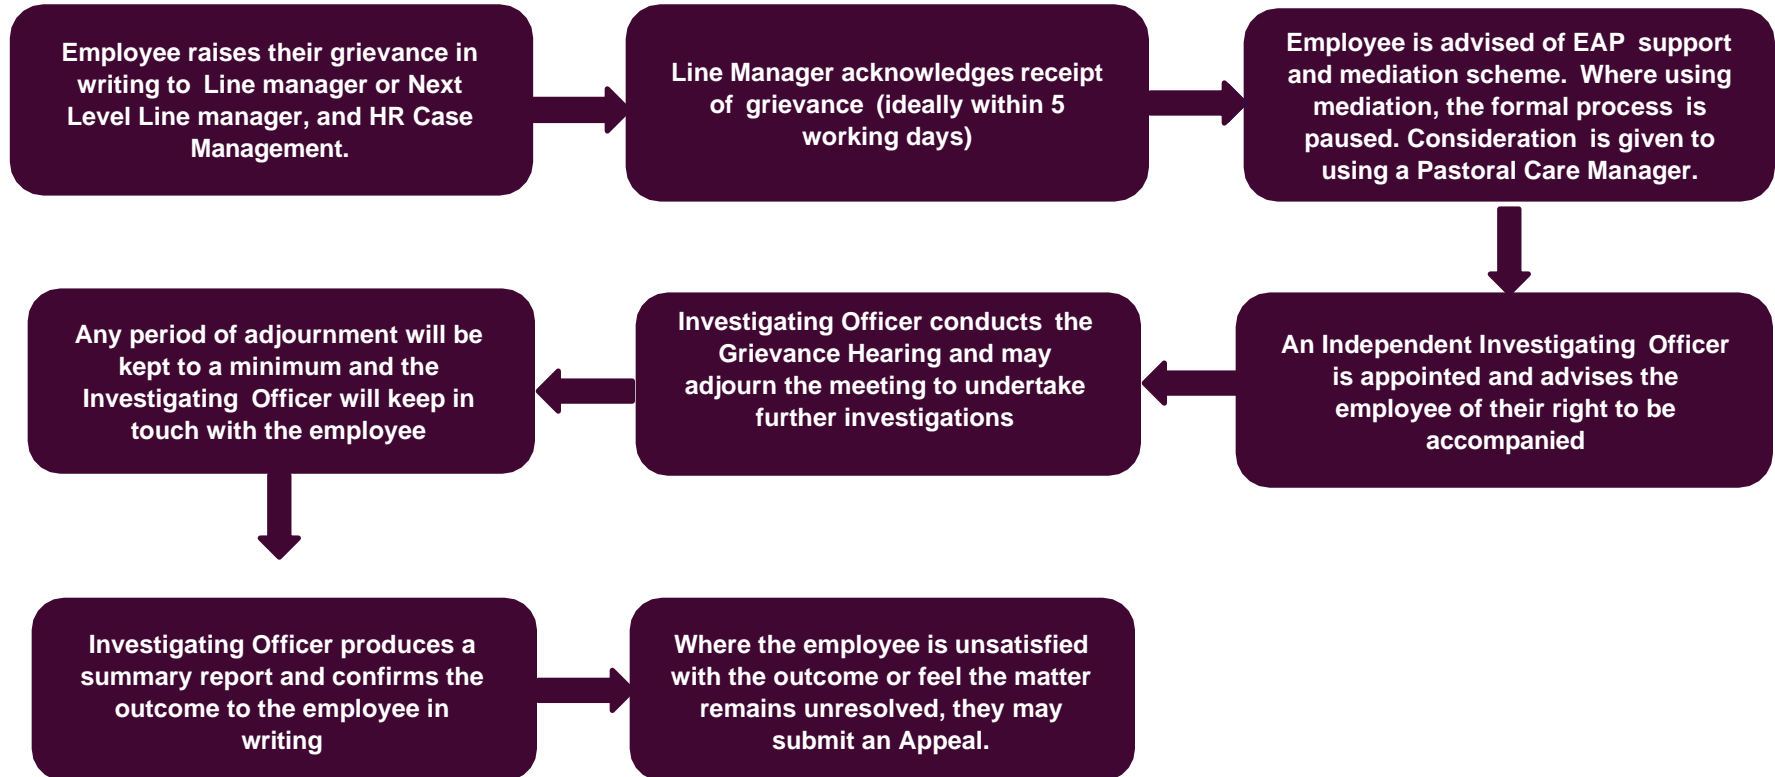 Employee raises their grievance in
writing to Line manager or Next
Level Line manager, and HR Case
Management.
Line Manager acknowledges receipt
of grievance (ideally within 5
working days)
Employee is advised of EAP support
and mediation scheme. Where using
mediation, the formal process is
paused. Consideration is given to
using a Pastoral Care Manager.
An Independent Investigating Officer
is appointed and advises the
employee of their right to be
accompanied
Investigating Officer conducts the
Grievance Hearing and may
adjourn the meeting to undertake
further investigations
Any period of adjournment will be
kept to a minimum and the
Investigating Officer will keep in
touch with the employee
Investigating Officer produces a
summary report and confirms the
outcome to the employee in
writing
Where the employee is unsatisfied
with the outcome or feel the matter
remains unresolved, they may
submit an Appeal.